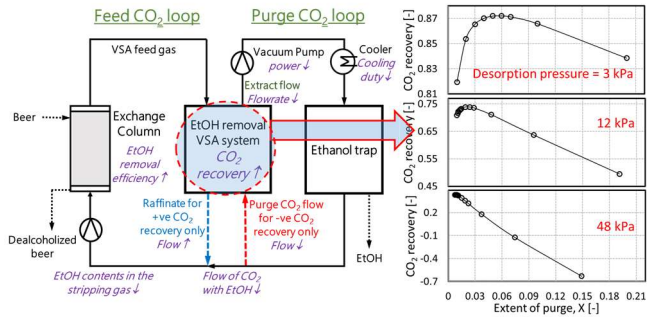 Feed CO₂ loop
Purge CO₂ loop
VSA feed gas
Vacuum Pump
power↓
Cooler
Cooling
duty↓
Extract flow
Flowrate↓
Beer
Exchange
Column
EtOH
removal
efficiency↑
EtOH removal
VSA system
CO₂
recovery↑
Ethanol trap
Raffinate for
+ve CO₂
recovery only
Flow↑
Purge CO₂ flow
for -ve CO₂
recovery only
Flow↓
Dealcoholized
beer
EtOH
EtOH contents in the
stripping gas↓
Flow of CO₂
with EtOH↓
CO₂ recovery [-]
0.87
0.85
0.83
0.81
Desorption pressure = 3 kPa
CO₂ recovery [-]
0.75
0.65
0.55
0.45
12 kPa
CO₂ recovery [-]
0.2
-0.1
-0.4
-0.7
48 kPa
0 0.03 0.06 0.09 0.12 0.15 0.18 0.21
Extent of purge, X [-]